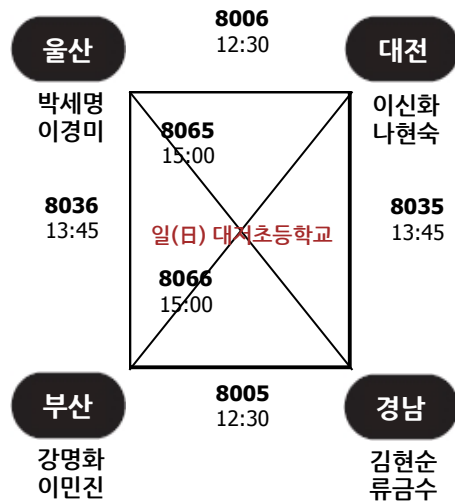 8006
12:30
울산
대전
박세명
이경미
이신화
나현숙
8065
15:00
8036
13:45
8035
13:45
일(日) 대저초등학교
8066
15:00
부산
8005
12:30
경남
강명화
이민진
김현순
류금수